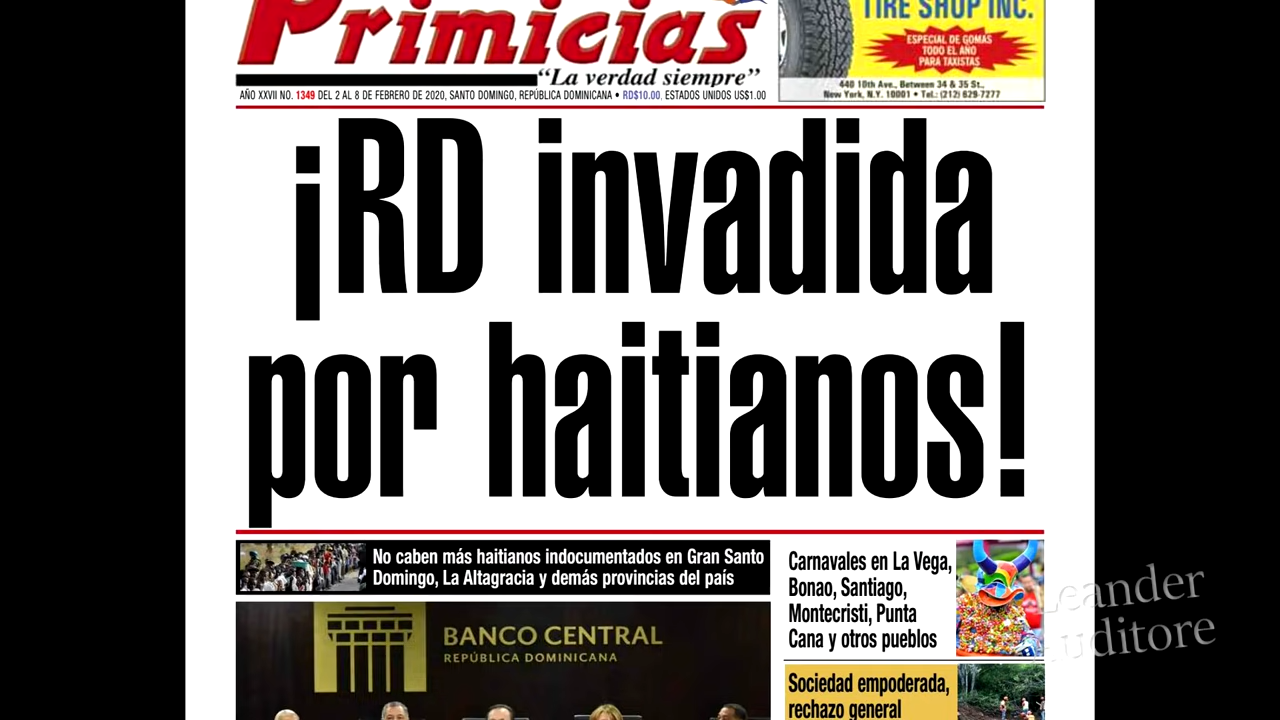 Primicias
“La verdad siempre”
AÑO XXVII NO. 1349 DEL 2 AL 8 DE FEBRERO DE 2020, SANTO DOMINGO, REPÚBLICA DOMINICANA • RD$10.00, ESTADOS UNIDOS US$1.00
TIRE SHOP INC.
ESPECIAL DE GOMAS
TODO EL AÑO
PARA TAXISTAS
440 10th Ave., Between 34 & 35 St.,
New York, N.Y. 10001 • Tel.: (212) 629-7277
¡RD invadida
por haitianos!
No caben más haitianos indocumentados en Gran Santo
Domingo, La Altagracia y demás provincias del país
BANCO CENTRAL
REPÚBLICA DOMINICANA
Carnavales en La Vega,
Bonao, Santiago,
Montecristi, Punta
Cana y otros pueblos
Sociedad empoderada,
rechazo general
Leander
Auditore